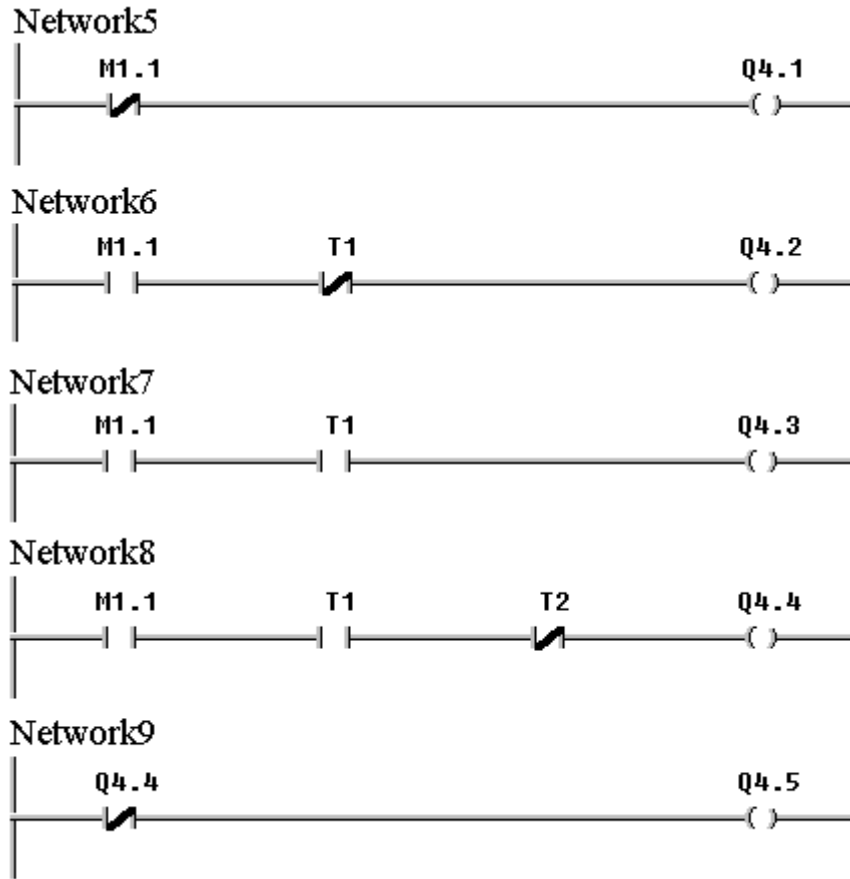 Network5
M1.1 Q4.1
Network6
M1.1 T1 Q4.2
Network7
M1.1 T1 Q4.3
Network8
M1.1 T1 T2 Q4.4
Network9
Q4.4 Q4.5